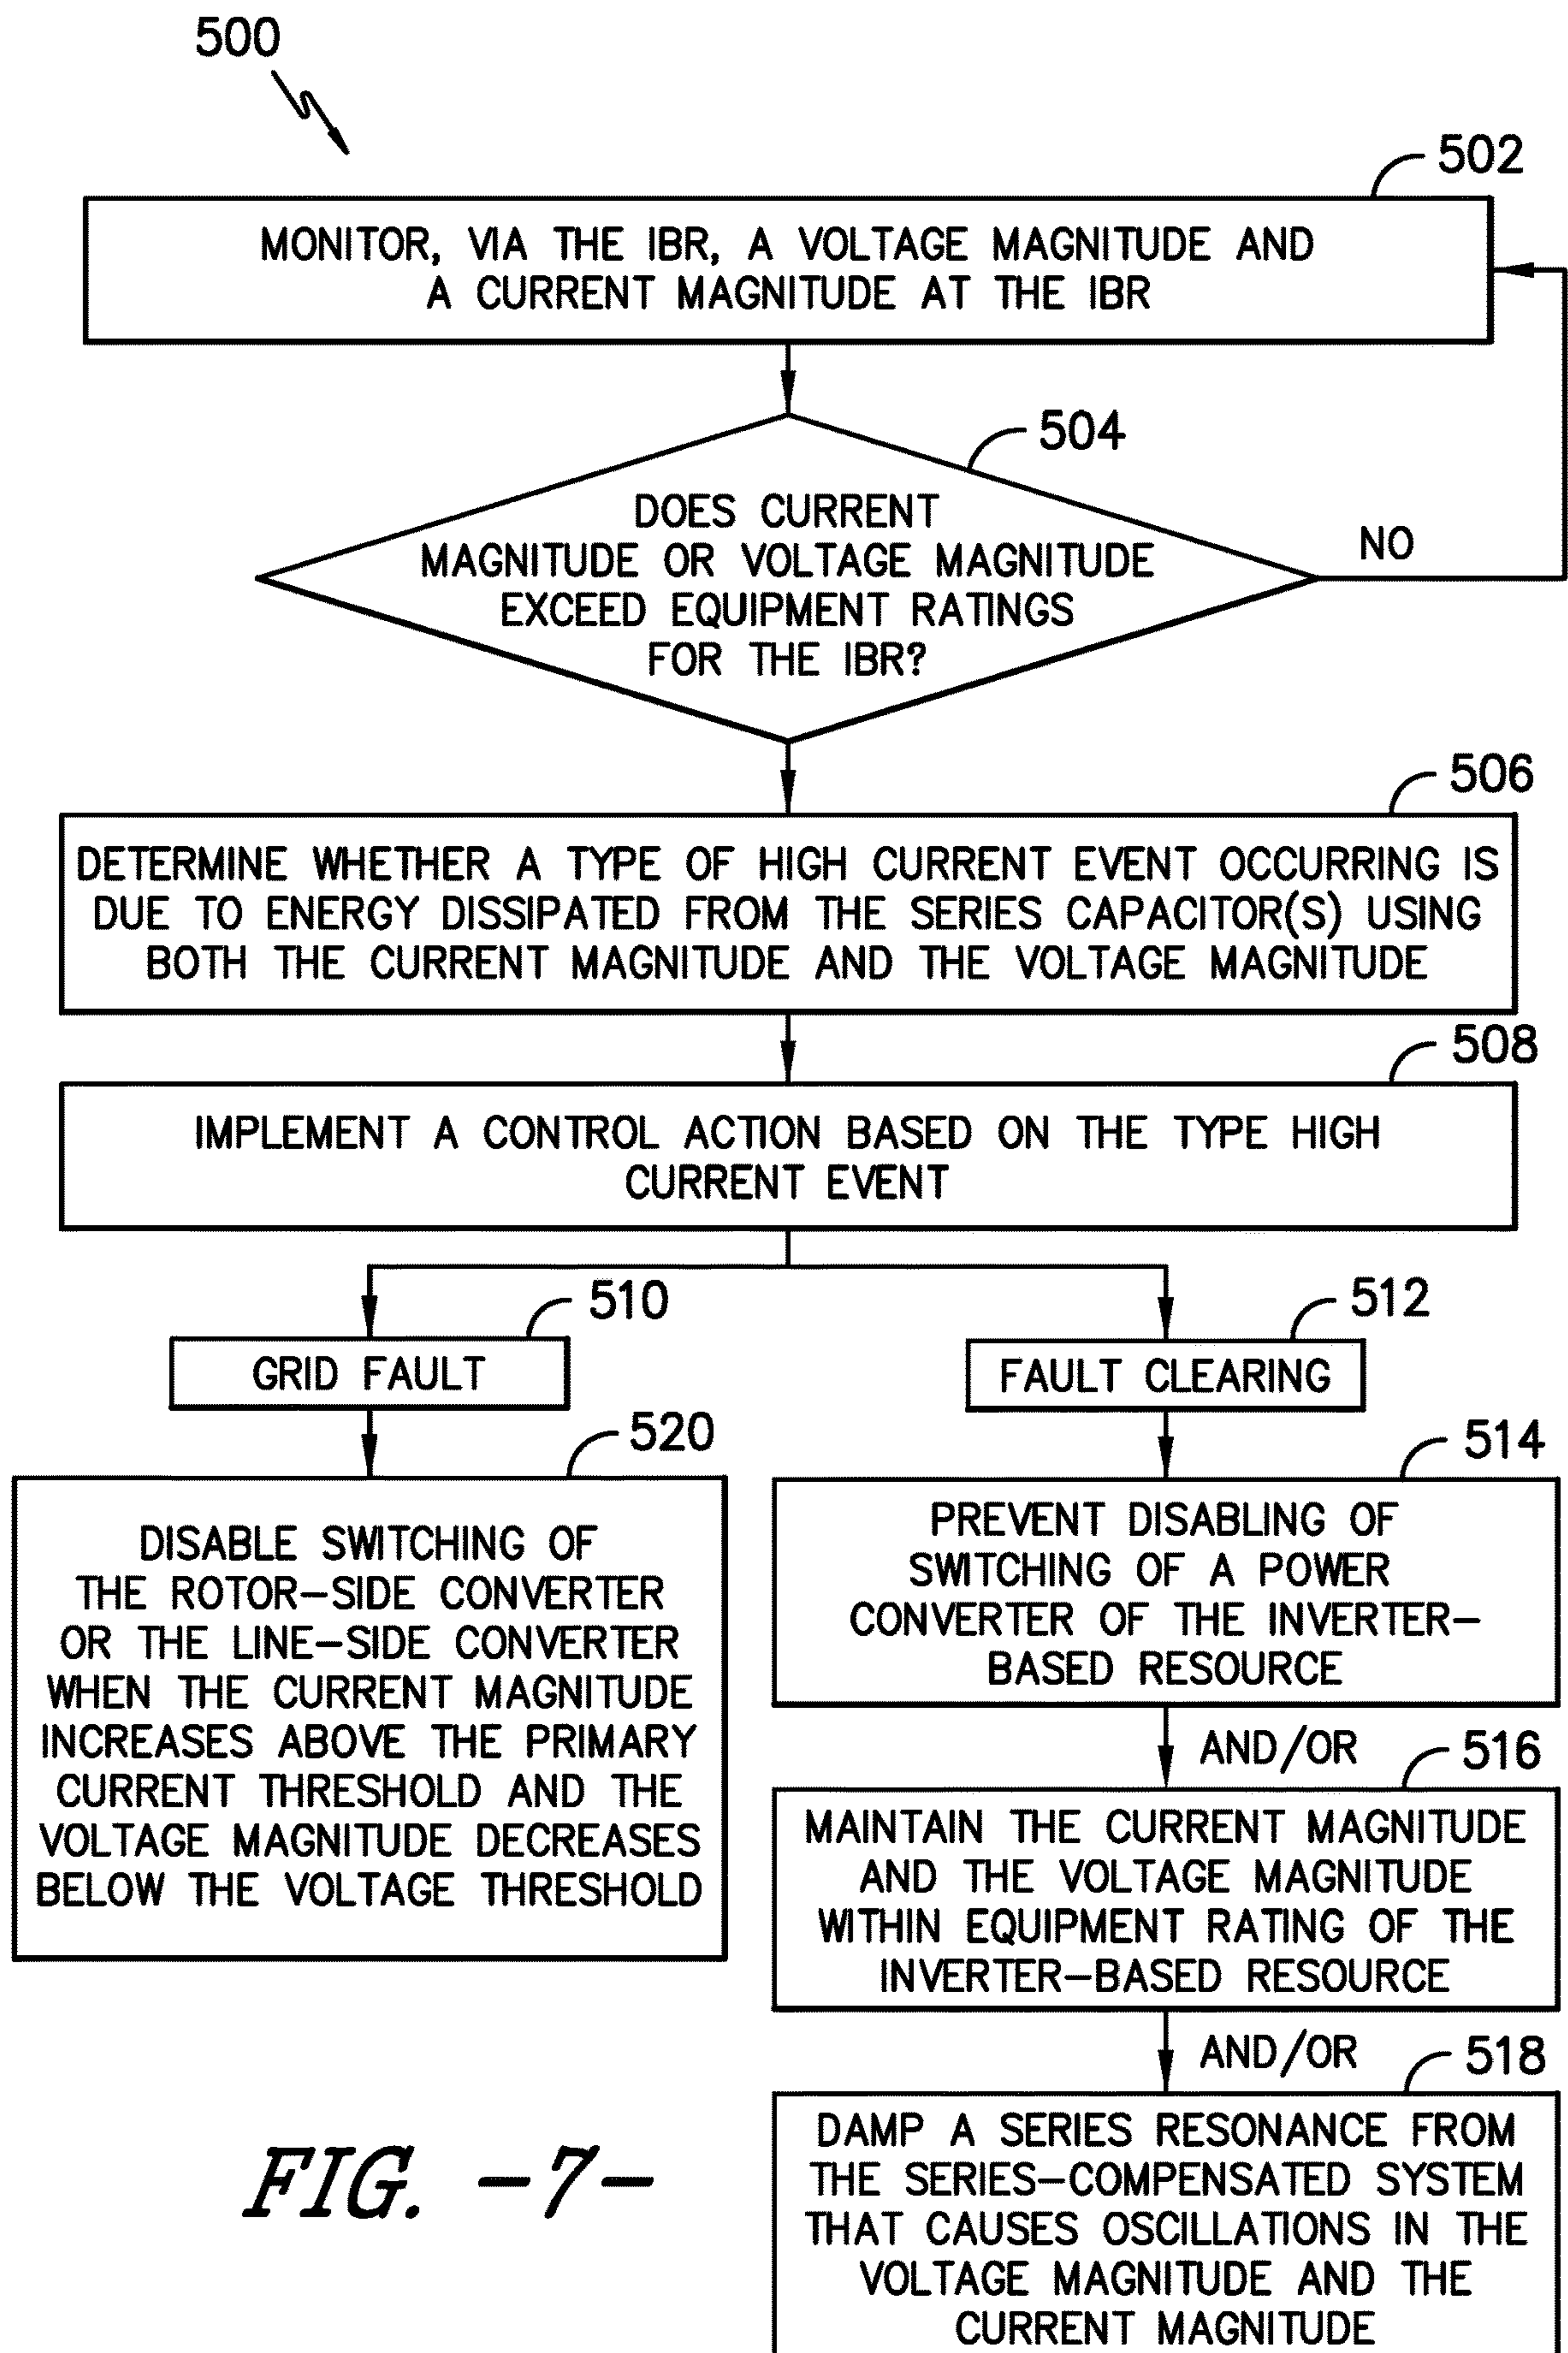 500
502
MONITOR, VIA THE IBR, A VOLTAGE MAGNITUDE AND
A CURRENT MAGNITUDE AT THE IBR
504
DOES CURRENT
MAGNITUDE OR VOLTAGE MAGNITUDE
EXCEED EQUIPMENT RATINGS
FOR THE IBR?
NO
506
DETERMINE WHETHER A TYPE OF HIGH CURRENT EVENT OCCURRING IS
DUE TO ENERGY DISSIPATED FROM THE SERIES CAPACITOR(S) USING
BOTH THE CURRENT MAGNITUDE AND THE VOLTAGE MAGNITUDE
508
IMPLEMENT A CONTROL ACTION BASED ON THE TYPE HIGH
CURRENT EVENT
510
GRID FAULT
520
DISABLE SWITCHING OF
THE ROTOR-SIDE CONVERTER
OR THE LINE-SIDE CONVERTER
WHEN THE CURRENT MAGNITUDE
INCREASES ABOVE THE PRIMARY
CURRENT THRESHOLD AND THE
VOLTAGE MAGNITUDE DECREASES
BELOW THE VOLTAGE THRESHOLD
512
FAULT CLEARING
514
PREVENT DISABLING OF
SWITCHING OF A POWER
CONVERTER OF THE INVERTER-
BASED RESOURCE
AND/OR
516
MAINTAIN THE CURRENT MAGNITUDE
AND THE VOLTAGE MAGNITUDE
WITHIN EQUIPMENT RATING OF THE
INVERTER-BASED RESOURCE
AND/OR
518
DAMP A SERIES RESONANCE FROM
THE SERIES-COMPENSATED SYSTEM
THAT CAUSES OSCILLATIONS IN THE
VOLTAGE MAGNITUDE AND THE
CURRENT MAGNITUDE
FIG. -7-